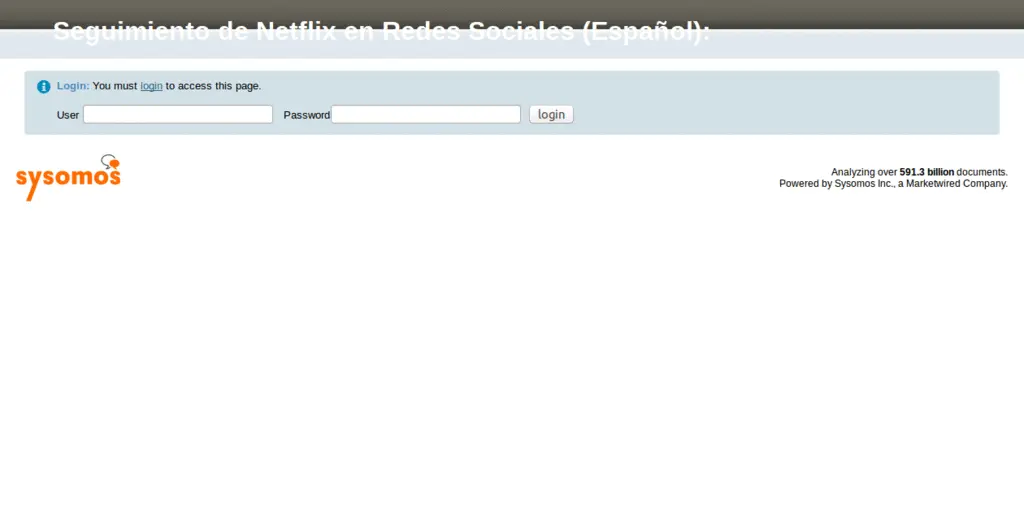 Seguimiento de Netflix en Redes Sociales (Español):
Login: You must login to access this page.
User Password login
sysomos
Analyzing over 591.3 billion documents.
Powered by Sysomos Inc., a Marketwired Company.